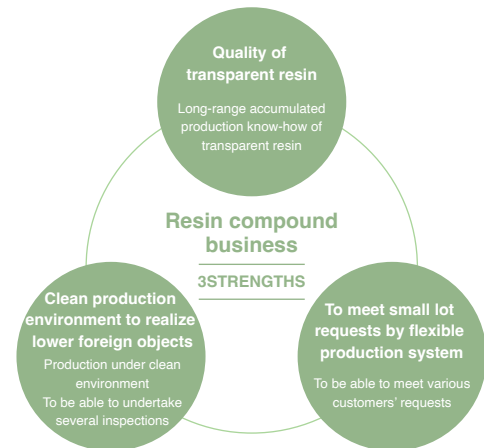 Quality of
transparent resin
Long-range accumulated
production know-how of
transparent resin
Resin compound
business
3STRENGTHS
Clean production
environment to realize
lower foreign objects
Production under clean
environment
To be able to undertake
several inspections
To meet small lot
requests by flexible
production system
To be able to meet various
customers’ requests